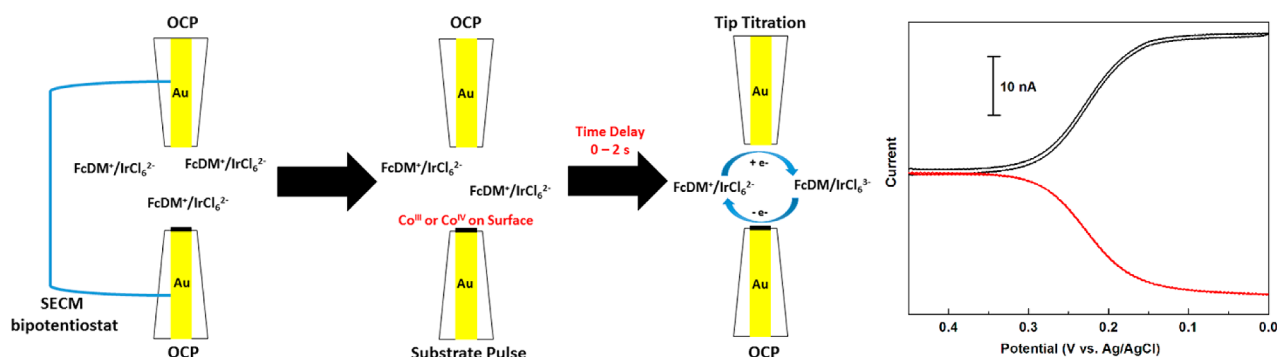 OCP
Au
FcDM⁺/IrCl₆²⁻
FcDM⁺/IrCl₆²⁻
FcDM⁺/IrCl₆²⁻
Au
SECM
bipotentiostat
OCP
OCP
Au
FcDM⁺/IrCl₆²⁻
FcDM⁺/IrCl₆²⁻
Coᴵᴵᴵ or Coᴵⱽ on Surface
Au
Substrate Pulse
Time Delay
0 – 2 s
Tip Titration
Au
+ e-
FcDM⁺/IrCl₆²⁻
FcDM/IrCl₆³⁻
- e-
Au
OCP
Current
10 nA
0.4
0.3
0.2
0.1
0.0
Potential (V vs. Ag/AgCl)